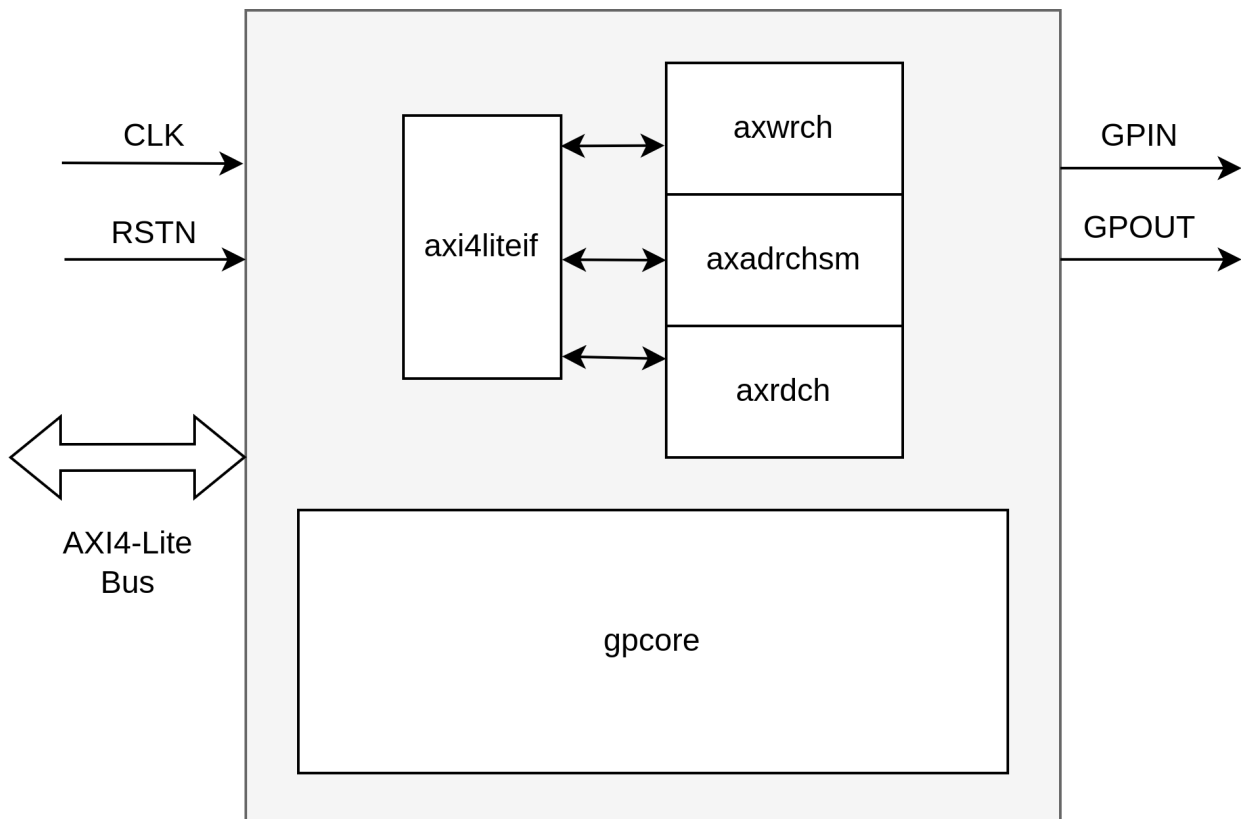 CLK
RSTN
AXI4-Lite
Bus
axi4liteif
axwrch
axadrchsm
axrdch
gpcore
GPIN
GPOUT